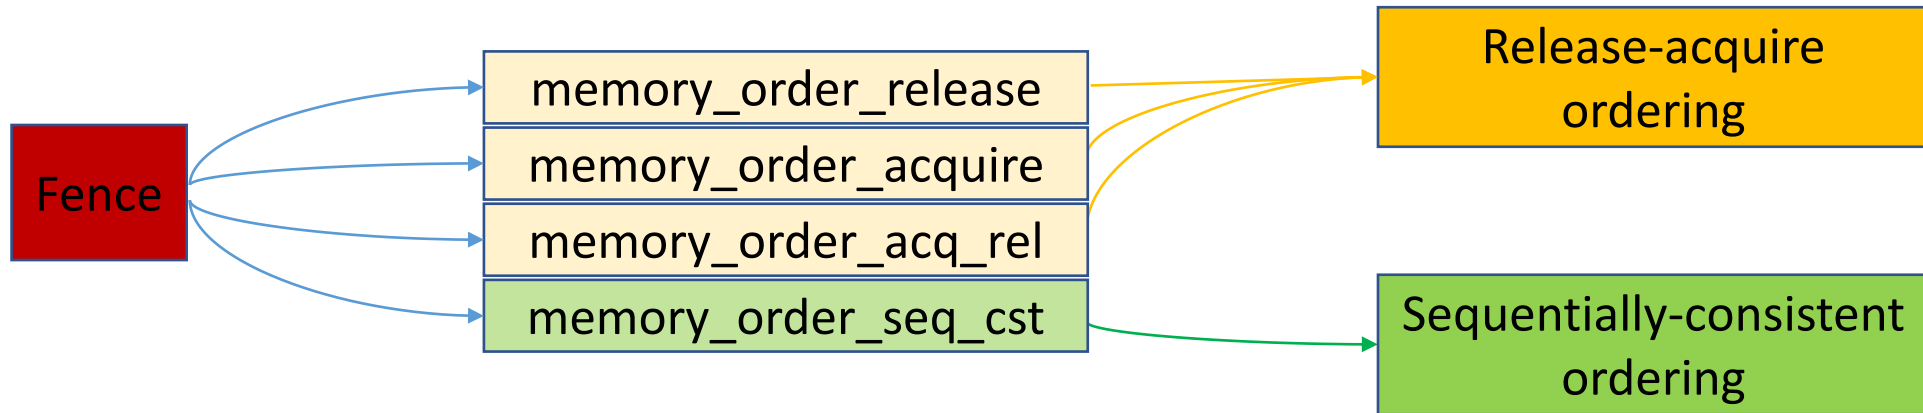 Fence
memory_order_release
memory_order_acquire
memory_order_acq_rel
memory_order_seq_cst
Release-acquire
ordering
Sequentially-consistent
ordering